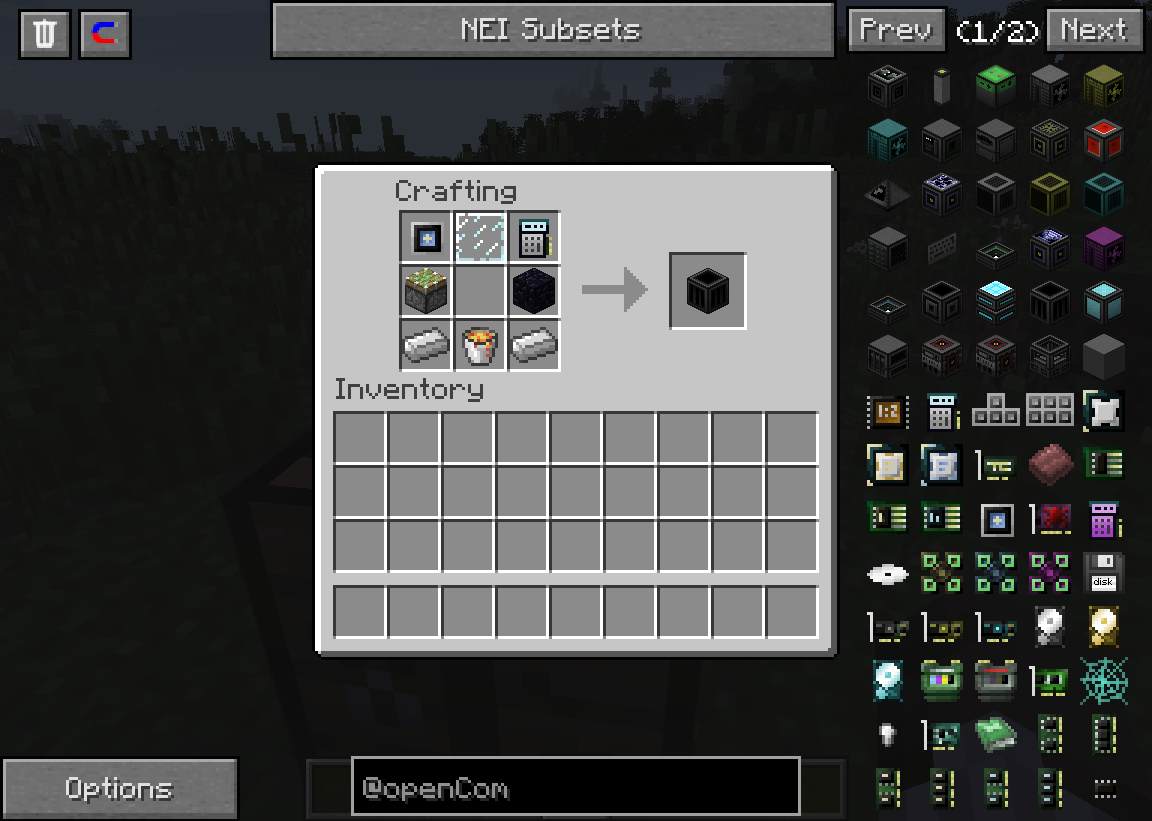 NEI Subsets
Prev (1/2) Next
Crafting
Inventory
1:2
disk
Options
@openCom